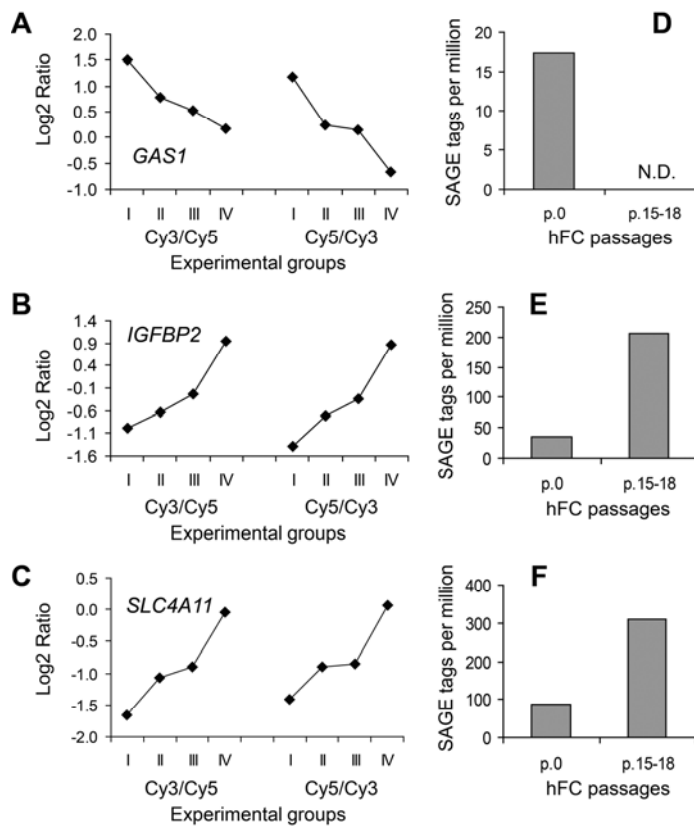 A
Log2 Ratio
2.0
1.5
1.0
0.5
0.0
-0.5
-1.0
GAS1
I II III IV I II III IV
Cy3/Cy5 Cy5/Cy3
Experimental groups
D
SAGE tags per million
20
15
10
5
0
N.D.
p.0 p.15-18
hFC passages
B
Log2 Ratio
1.4
0.9
0.4
-0.1
-0.6
-1.1
-1.6
IGFBP2
I II III IV I II III IV
Cy3/Cy5 Cy5/Cy3
Experimental groups
E
SAGE tags per million
250
200
150
100
50
0
p.0 p.15-18
hFC passages
C
Log2 Ratio
0.5
0.0
-0.5
-1.0
-1.5
-2.0
SLC4A11
I II III IV I II III IV
Cy3/Cy5 Cy5/Cy3
Experimental groups
F
SAGE tags per million
400
300
200
100
0
p.0 p.15-18
hFC passages